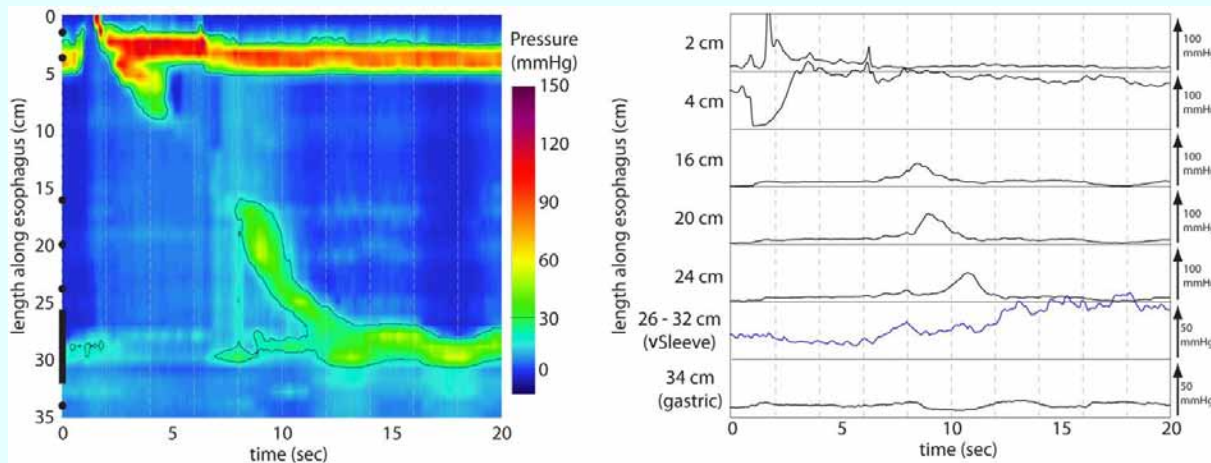 0
5
10
15
20
25
30
35
length along esophagus (cm)
0
5
10
15
20
time (sec)
Pressure
(mmHg)
150
120
90
60
30
0
length along esophagus (cm)
2 cm
4 cm
16 cm
20 cm
24 cm
26 - 32 cm
(vSleeve)
34 cm
(gastric)
100
mmHg
100
mmHg
100
mmHg
100
mmHg
100
mmHg
50
mmHg
50
mmHg
0
5
10
15
20
time (sec)